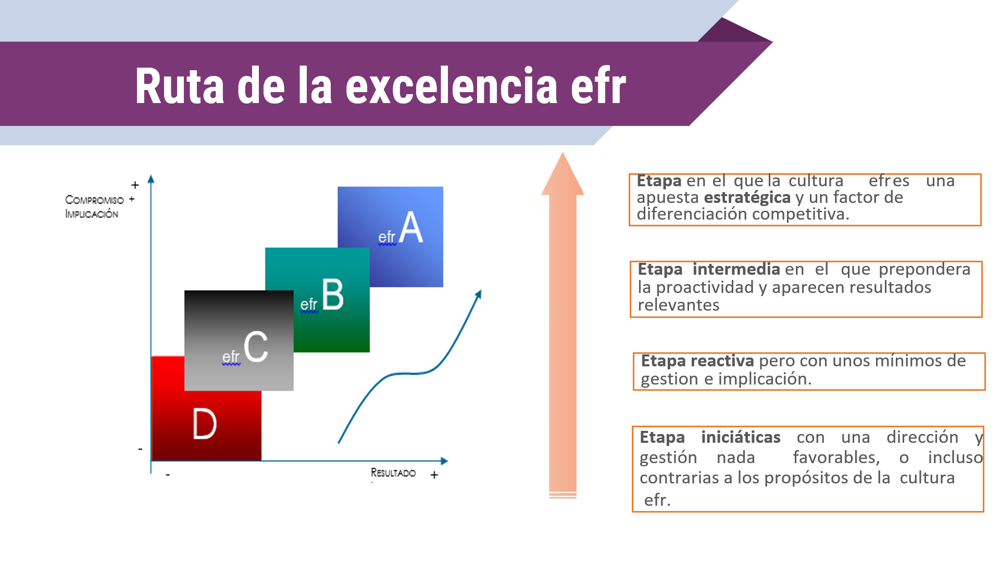 Ruta de la excelencia efr
+
COMPROMISO +
IMPLICACIÓN
efr A
efr B
efr C
D
-
-
RESULTADO +
Etapa en el que la cultura efr es una
apuesta estratégica y un factor de
diferenciación competitiva.
Etapa intermedia en el que prepondera
la proactividad y aparecen resultados
relevantes
Etapa reactiva pero con unos mínimos de
gestion e implicación.
Etapa iniciáticas con una dirección y
gestión nada favorables, o incluso
contrarias a los propósitos de la cultura
efr.